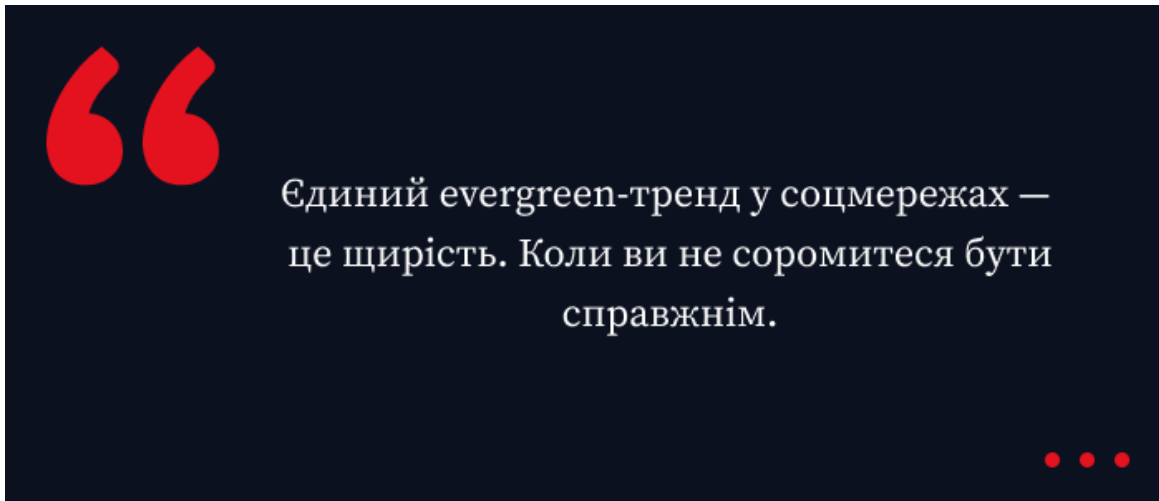 “
Єдиний evergreen-тренд у соцмережах —
це щирість. Коли ви не соромитеся бути
справжнім.